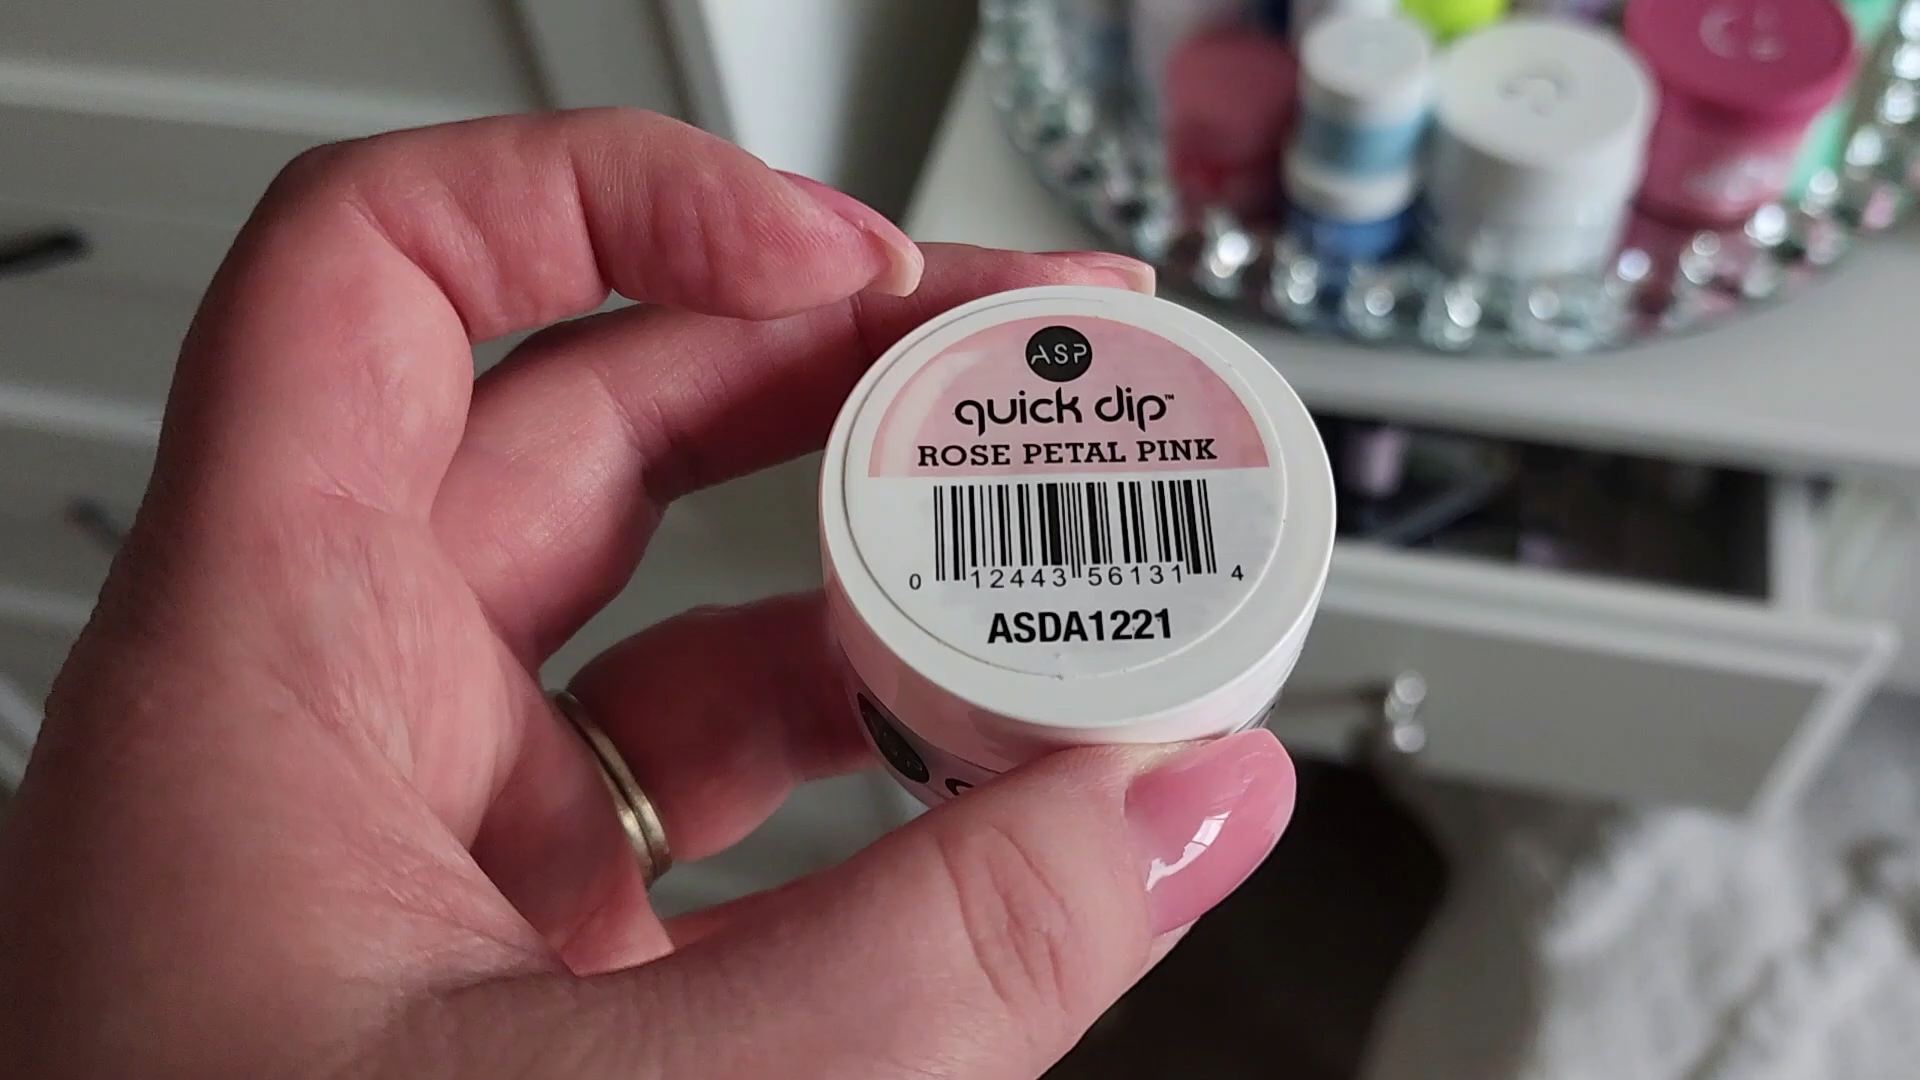 ASP
quick dip™
ROSE PETAL PINK
0 12443 56131 4
ASDA1221